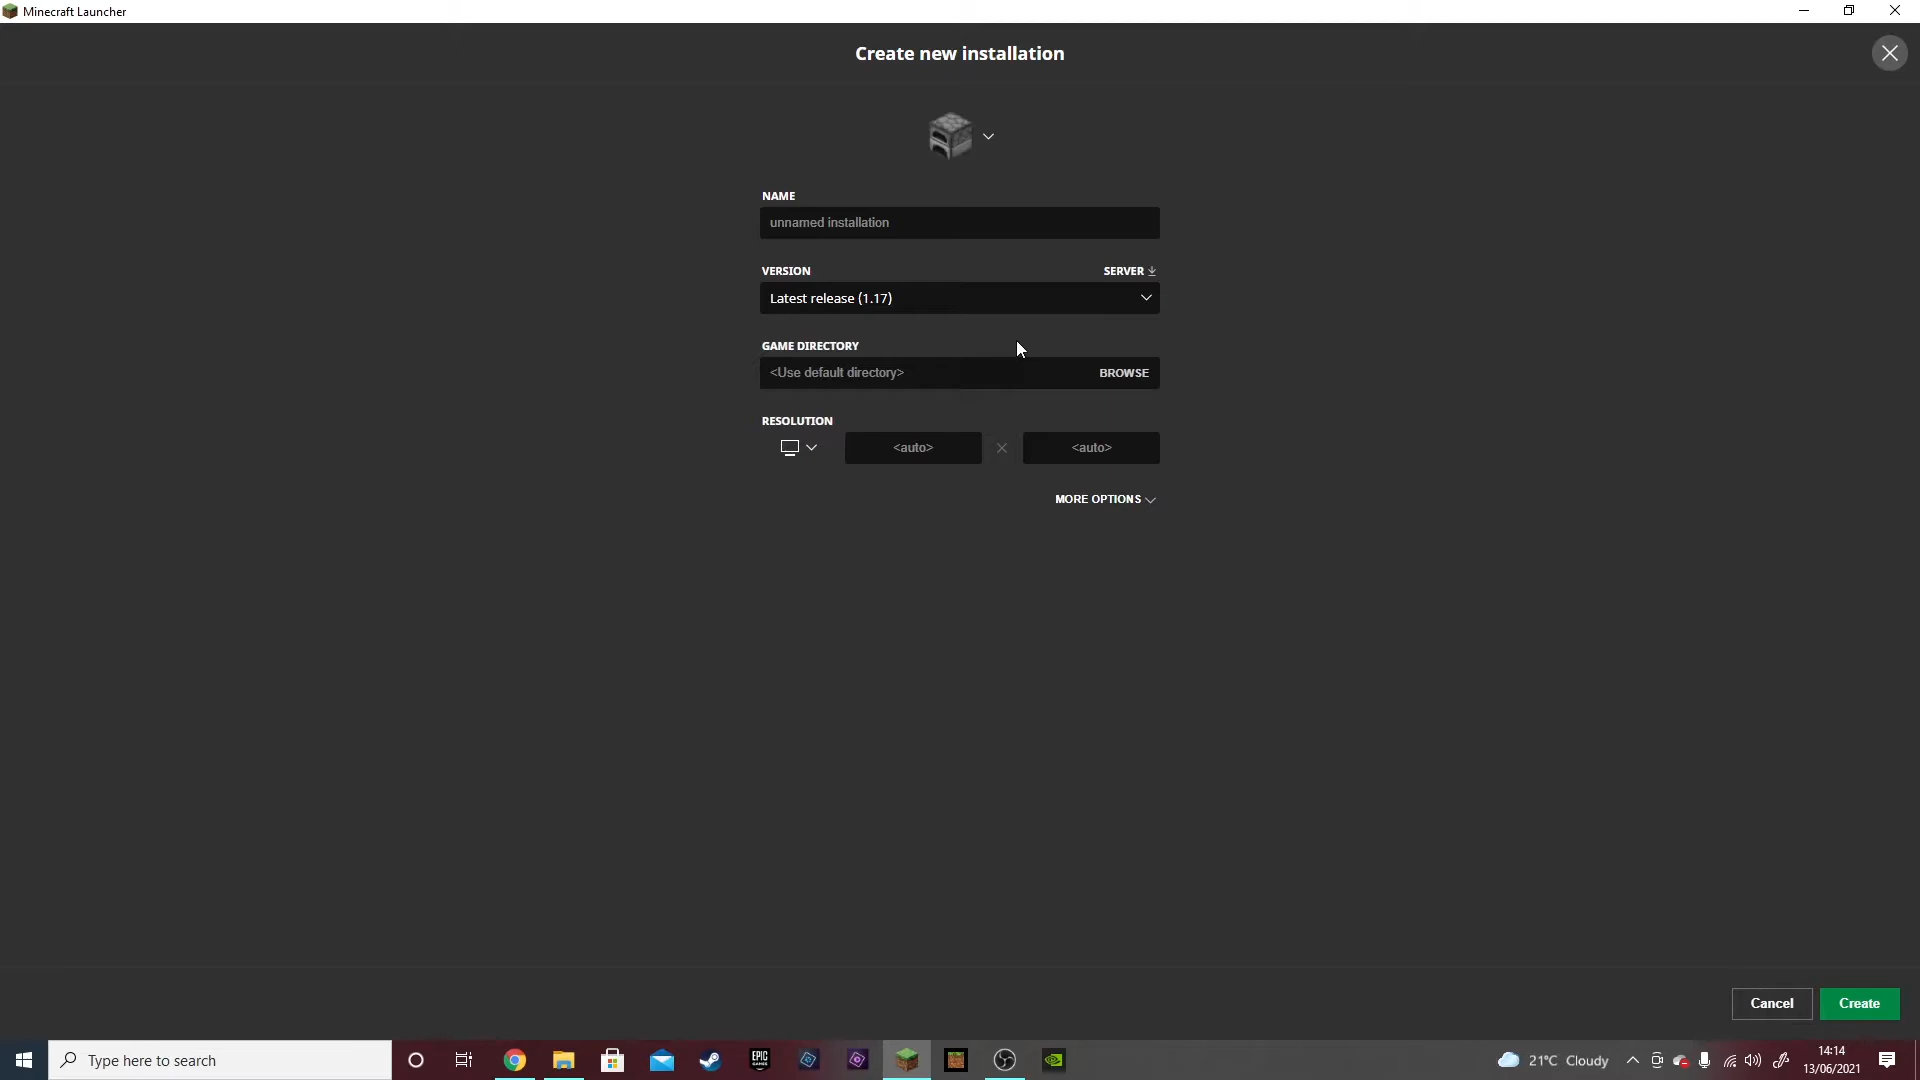 Minecraft Launcher
Create new installation
NAME
unnamed installation
VERSION
SERVER
Latest release (1.17)
GAME DIRECTORY
<Use default directory>
BROWSE
RESOLUTION
<auto>
<auto>
MORE OPTIONS
Cancel
Create
Type here to search
EPIC
GAMES
21°C Cloudy
14:14
13/06/2021